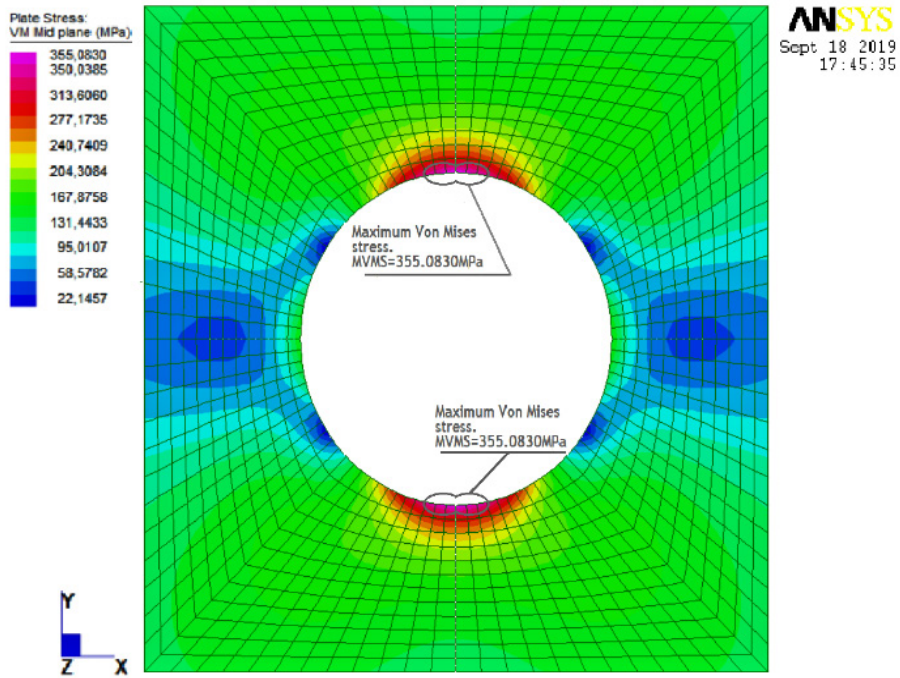 Plate Stress:
VM Mid plane (MPa)
355,0830
350,0385
313,6060
277,1735
240,7409
204,3084
167,8758
131,4433
95,0107
58,5782
22,1457
ANSYS
Sept 18 2019
17:45:35
Maximum Von Mises
stress.
MVMS=355.0830MPa
Maximum Von Mises
stress.
MVMS=355.0830MPa
Y
Z X